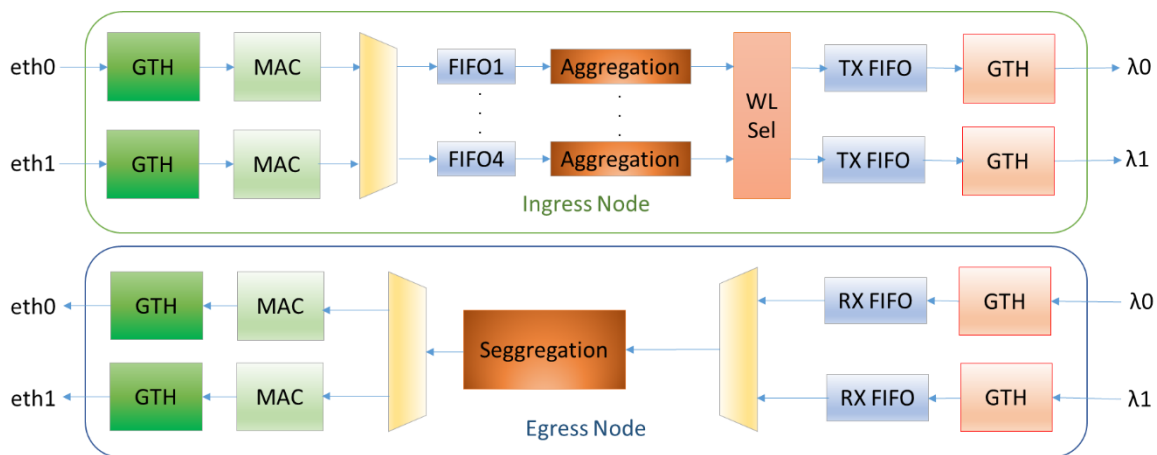 eth0 GTH MAC FIFO1 Aggregation TX FIFO GTH λ0
WL
Sel
eth1 GTH MAC FIFO4 Aggregation TX FIFO GTH λ1
Ingress Node
eth0 GTH MAC RX FIFO GTH λ0
Seggregation
eth1 GTH MAC RX FIFO GTH λ1
Egress Node